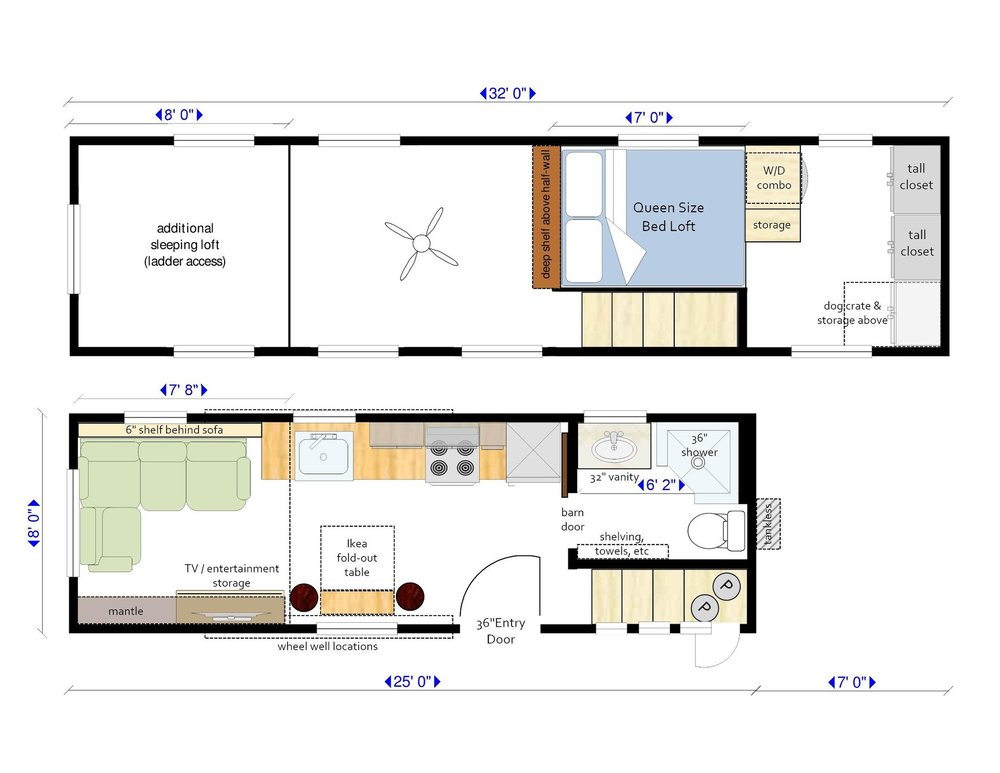 32' 0"
8' 0"
7' 0"
additional
sleeping loft
(ladder access)
deep shelf above half-wall
Queen Size
Bed Loft
W/D
combo
storage
tall
closet
tall
closet
dog crate &
storage above
7' 8"
6" shelf behind sofa
8' 0"
36"
shower
32" vanity
6' 2"
barn
door
tankless
shelving,
towels, etc
Ikea
fold-out
table
TV / entertainment
storage
mantle
P
P
36"Entry
Door
wheel well locations
25' 0"
7' 0"